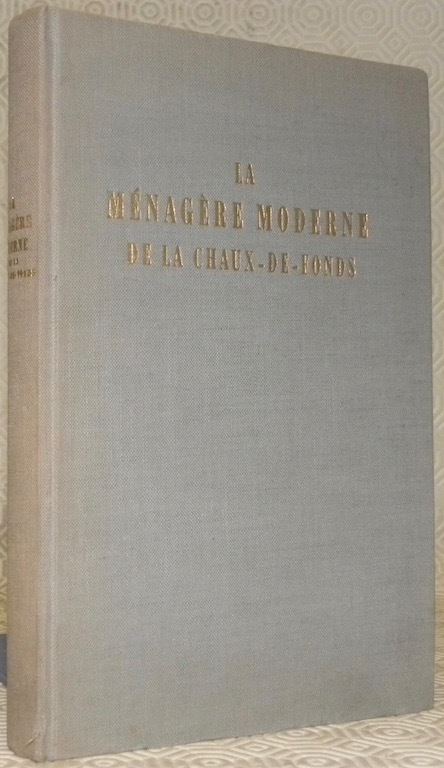 LA
MÉNAGÈRE MODERNE
DE LA CHAUX-DE-FONDS